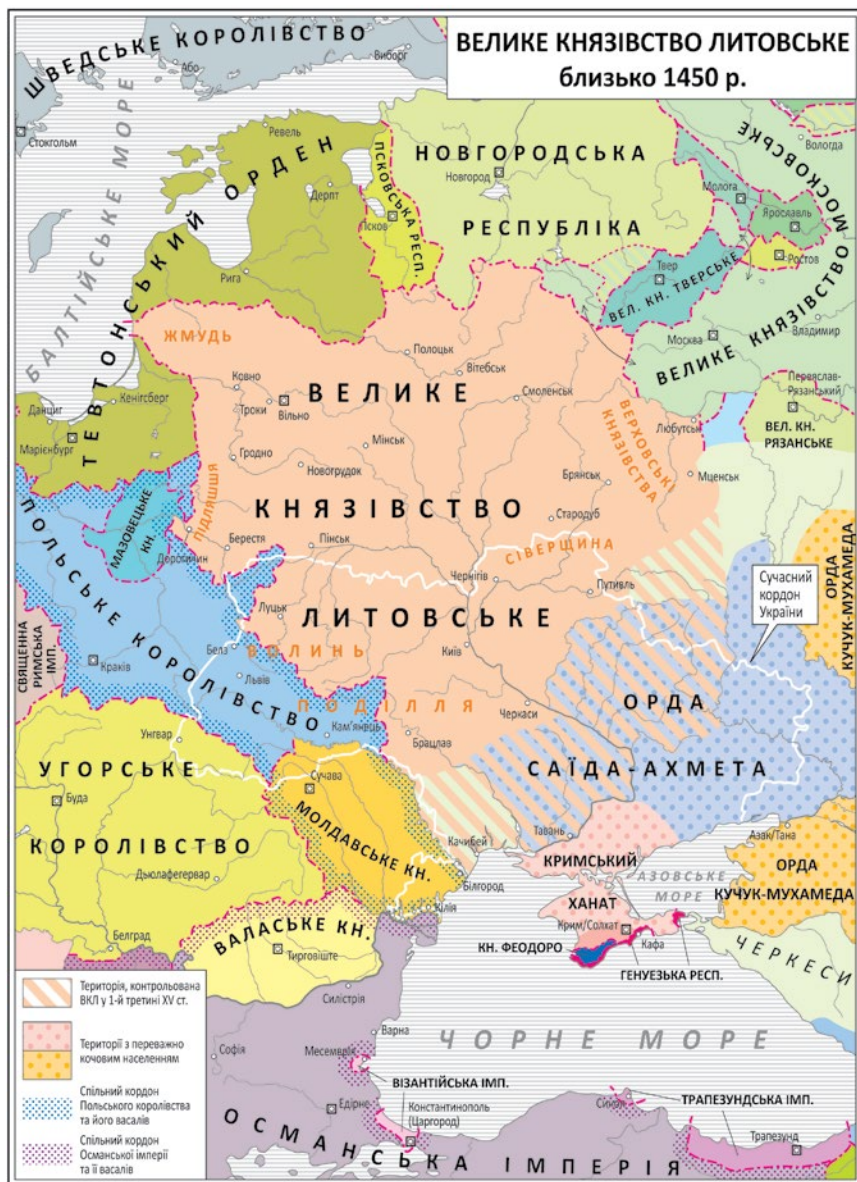 ВЕЛИКЕ КНЯЗІВСТВО ЛИТОВСЬКЕ
близько 1450 р.
ШВЕДСЬКЕ КОРОЛІВСТВО
Або
Виборг
Стокгольм
БАЛТІЙСЬКЕ МОРЕ
Ревель
Дерпт
Рига
ТЕВТОНСЬКИЙ ОРДЕН
ПСКОВСЬКА РЕСП.
Псков
НОВГОРОДСЬКА
Новгород
РЕСПУБЛІКА
Вологда
Молога
Ярославль
Ростов
Твер
ВЕЛ. КН. ТВЕРСЬКЕ
Москва
Владимир
ВЕЛИКЕ КНЯЗІВСТВО МОСКОВСЬКЕ
Переяслав-
Рязанський
ВЕЛ. КН.
РЯЗАНСЬКЕ
ЖМУДЬ
Полоцьк
Вітебськ
Ковно
Троки
Вільно
ВЕЛИКЕ
Смоленськ
Данциг
Кенігсберг
Марієнбург
Любутськ
ВЕРХОВСЬКІ
КНЯЗІВСТВА
Мценськ
Мінськ
Гродно
Новогрудок
Брянськ
Стародуб
КНЯЗІВСТВО
МАЗОВЕЦЬКЕ
КН.
ПІДЛЯШШЯ
Дорогичин
Берестя
Пінськ
СІВЕРЩИНА
Чернігів
Путивль
Сучасний
кордон
України
ОРДА
КУЧУК-МУХАМЕДА
ПОЛЬСЬКЕ КОРОЛІВСТВО
СВЯЩЕННА
РИМСЬКА
ІМП.
Краків
Луцьк
ЛИТОВСЬКЕ
Белз
ВОЛИНЬ
Львів
Київ
ПОДІЛЛЯ
Черкаси
ОРДА
Кам'янець
Брацлав
Унгвар
САЇДА-АХМЕТА
УГОРСЬКЕ
Буда
Сучава
МОЛДАВСЬКЕ КН.
Качибей
Тавань
Азак/Тана
КОРОЛІВСТВО
Дьюлафегервар
Білгород
Кілія
КРИМСЬКИЙ
АЗОВСЬКЕ
МОРЕ
ОРДА
КУЧУК-МУХАМЕДА
ХАНАТ
Крим/Солхат
КН. ФЕОДОРО
Кафа
ГЕНУЕЗЬКА РЕСП.
ЧЕРКЕСИ
Белград
ВАЛАСЬКЕ КН.
Тирговіште
Силістрія
Територія, контрольована
ВКЛ у 1-й третині XV ст.
Території з переважно
кочовим населенням
Спільний кордон
Польського королівства
та його васалів
Спільний кордон
Османської імперії
та її васалів
Варна
Софія
Месемврія
ЧОРНЕ МОРЕ
ВІЗАНТІЙСЬКА ІМП.
Едірне
Константинополь
(Царгород)
Синоп
ТРАПЕЗУНДСЬКА ІМП.
Трапезунд
ОСМАНСЬКА ІМПЕРІЯ